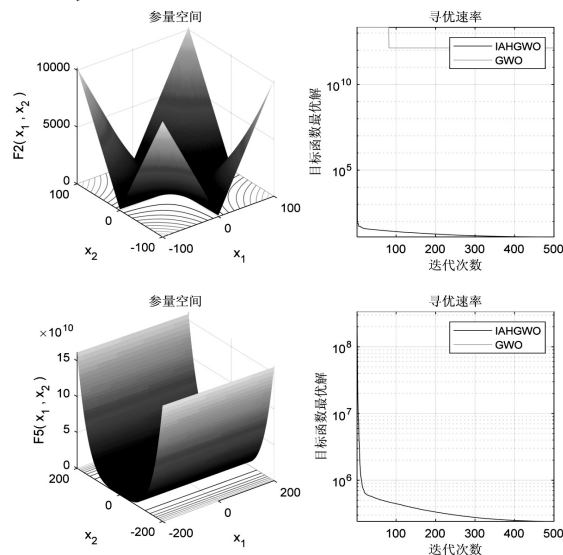 参量空间
F2( x1 , x2 )
10000
5000
0
100
0
-100
x2
-100
0
100
x1
寻优速率
目标函数最优解
10^10
10^5
IAHGWO
GWO
100
200
300
400
500
迭代次数
参量空间
×10^10
F5( x1 , x2 )
15
10
5
0
200
0
-200
x2
-200
0
200
x1
寻优速率
目标函数最优解
10^8
10^7
10^6
IAHGWO
GWO
100
200
300
400
500
迭代次数